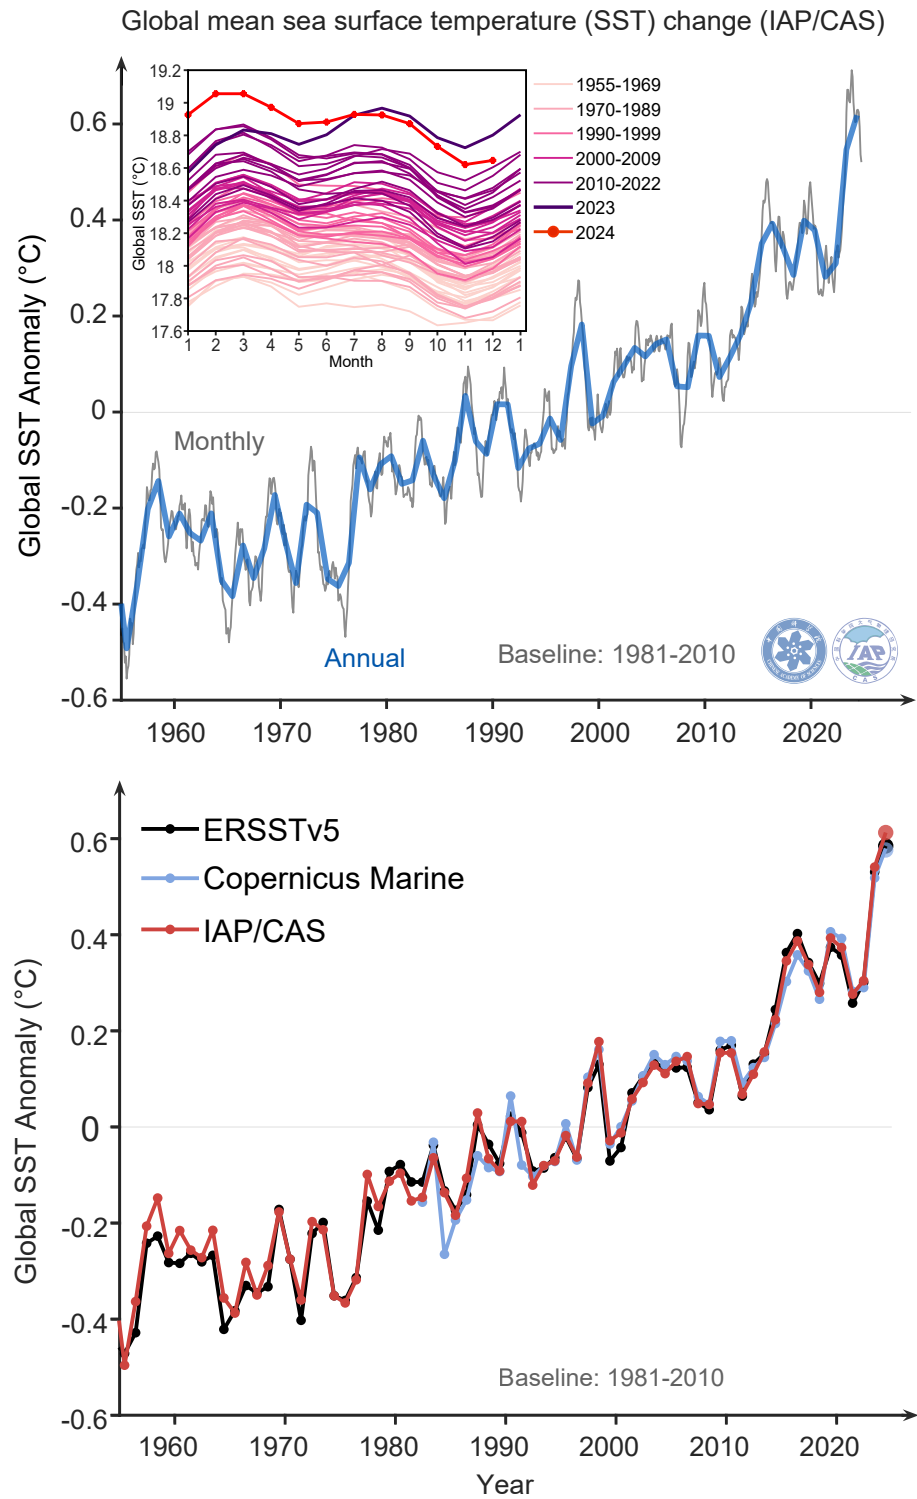 Global mean sea surface temperature (SST) change (IAP/CAS)
Global SST Anomaly (°C)
0.6
0.4
0.2
0
-0.2
-0.4
-0.6
1960 1970 1980 1990 2000 2010 2020
Global SST (°C)
19.2
19
18.8
18.6
18.4
18.2
18
17.8
17.6
1 2 3 4 5 6 7 8 9 10 11 12 1
Month
1955-1969
1970-1989
1990-1999
2000-2009
2010-2022
2023
2024
Monthly
Annual
Baseline: 1981-2010
IAP
CAS
Global SST Anomaly (°C)
0.6
0.4
0.2
0
-0.2
-0.4
-0.6
ERSSTv5
Copernicus Marine
IAP/CAS
Baseline: 1981-2010
1960 1970 1980 1990 2000 2010 2020
Year